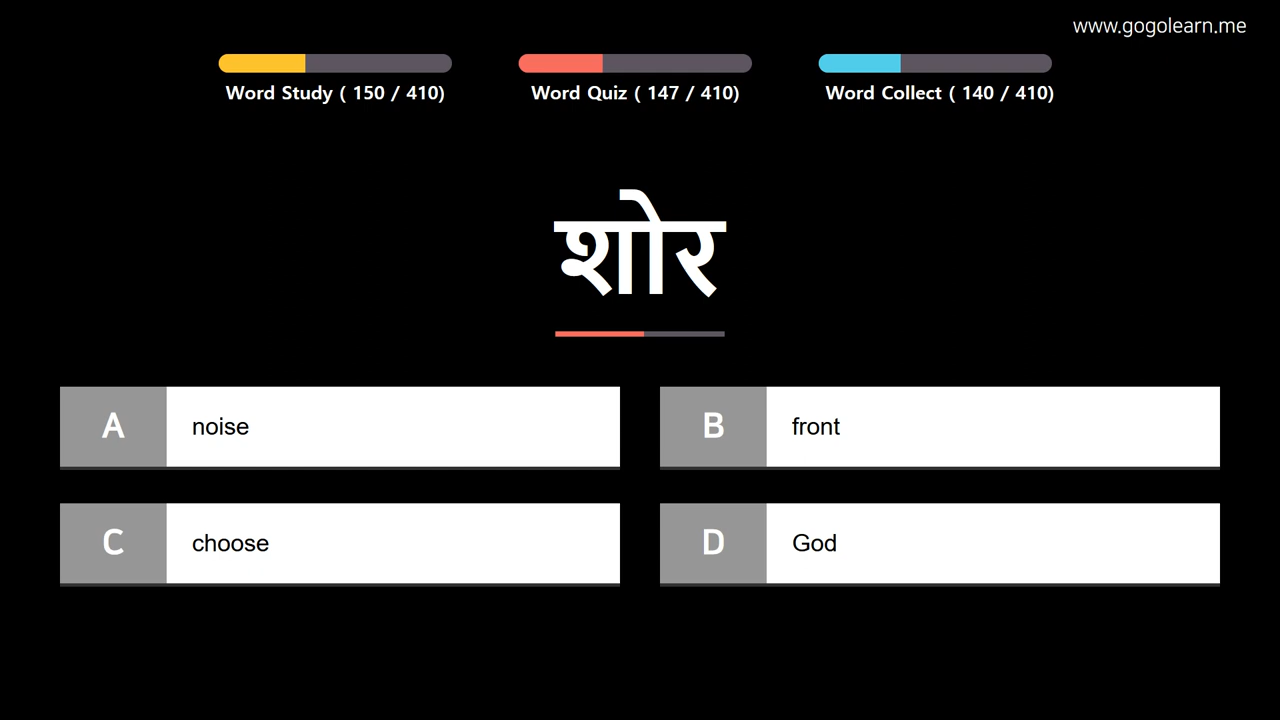 www.gogolearn.me
Word Study ( 150 / 410)
Word Quiz ( 147 / 410)
Word Collect ( 140 / 410)
शोर
A noise
B front
C choose
D God